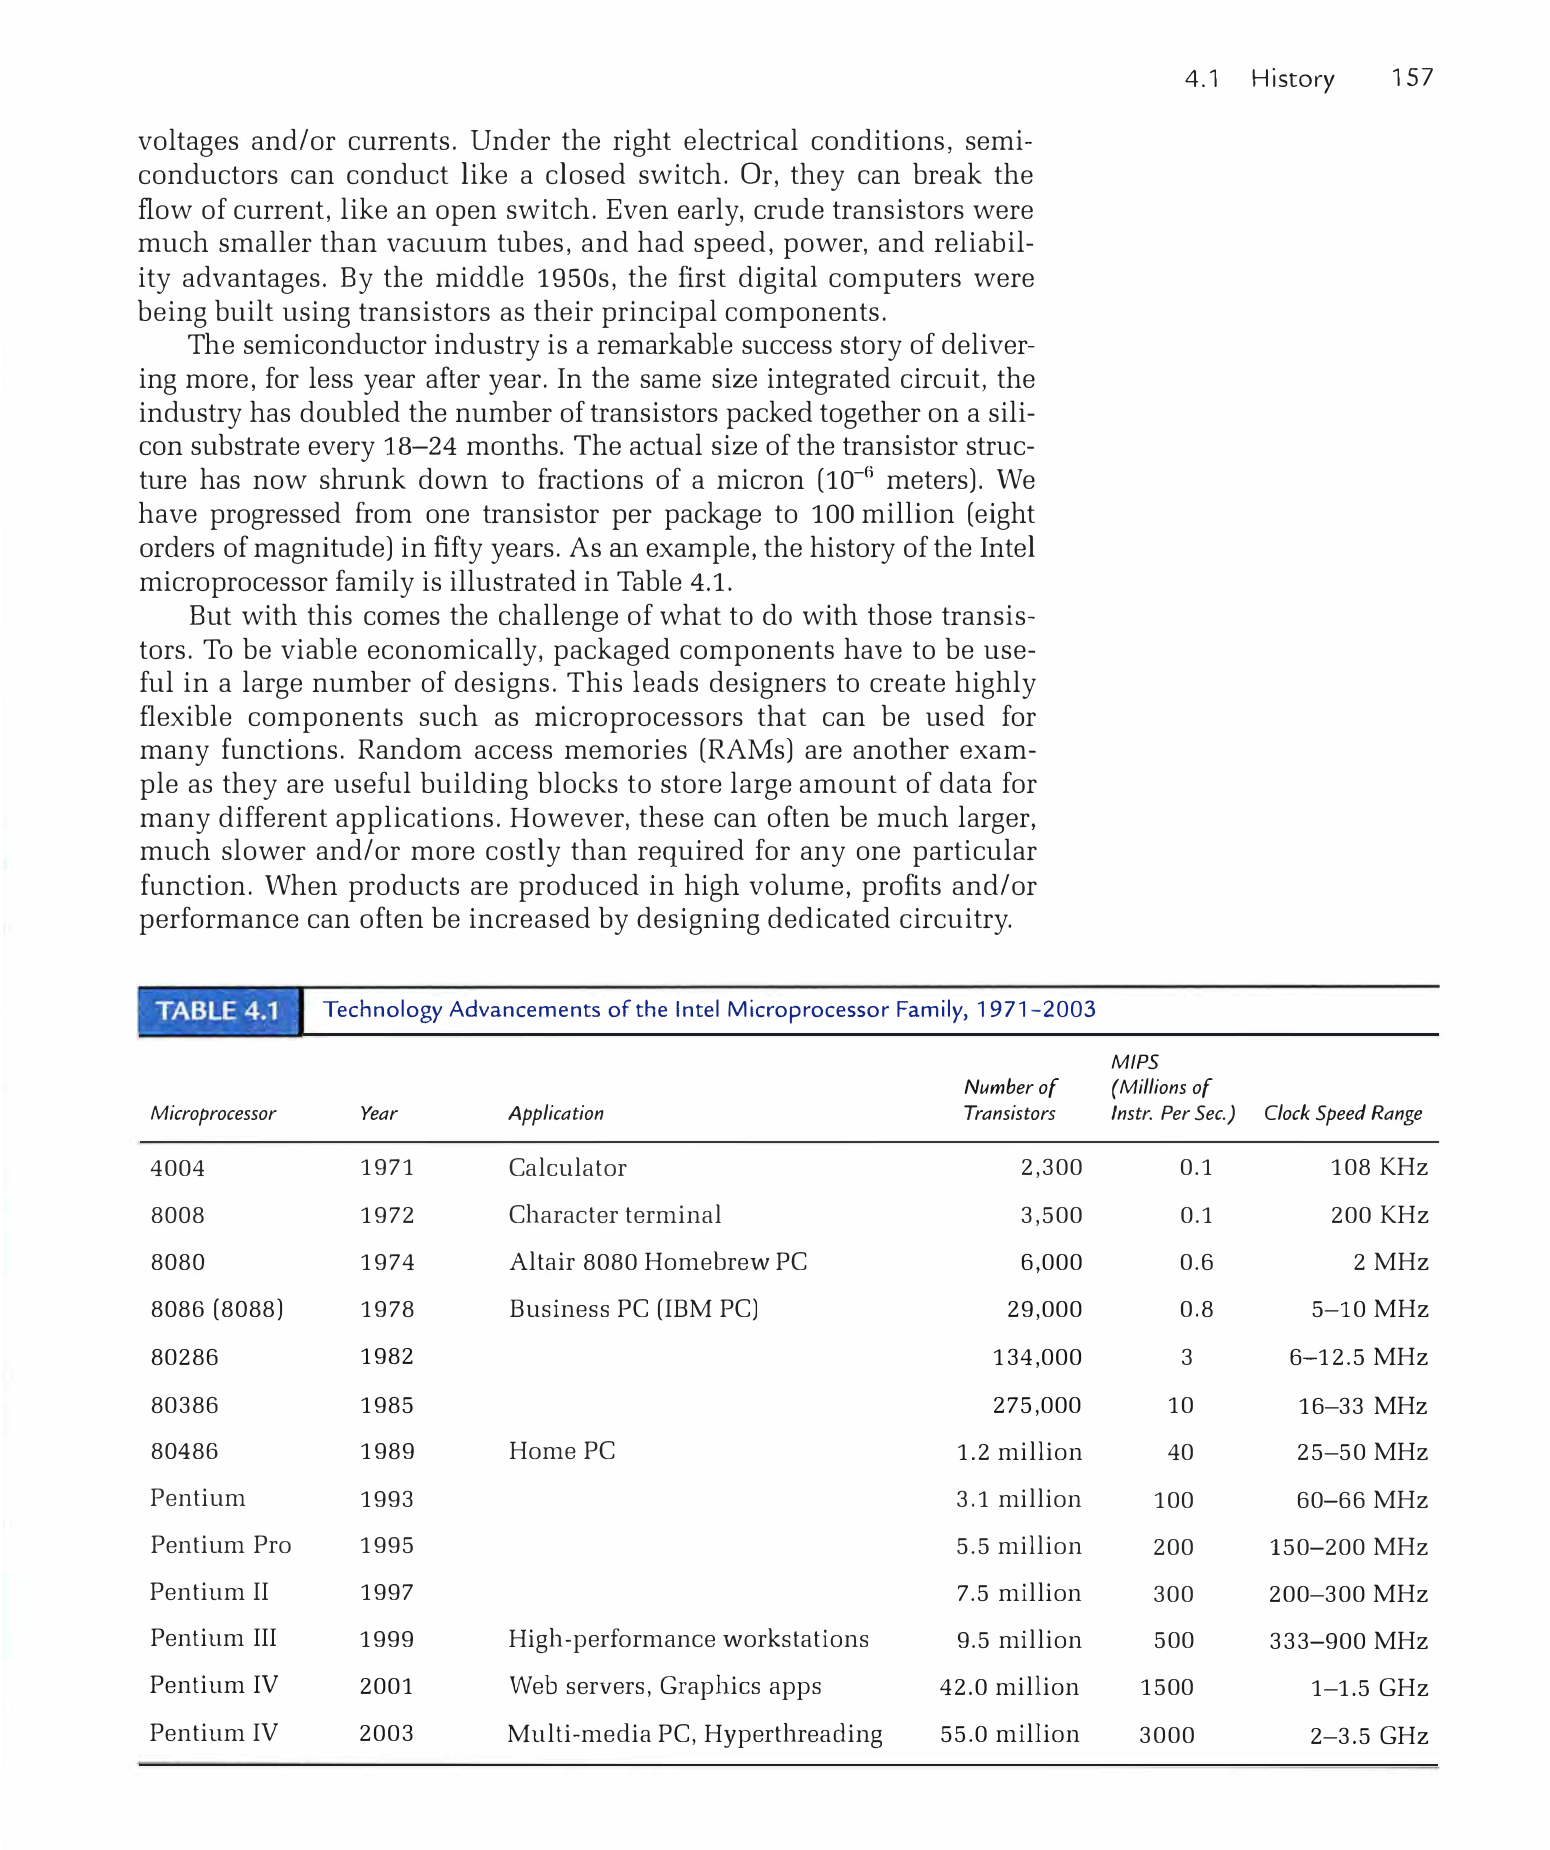 4.1 History 157
voltages and/or currents. Under the right electrical conditions, semi-
conductors can conduct like a closed switch. Or, they can break the
flow of current, like an open switch. Even early, crude transistors were
much smaller than vacuum tubes, and had speed, power, and reliabil-
ity advantages. By the middle 1950s, the first digital computers were
being built using transistors as their principal components.
The semiconductor industry is a remarkable success story of deliver-
ing more, for less year after year. In the same size integrated circuit, the
industry has doubled the number of transistors packed together on a sili-
con substrate every 18–24 months. The actual size of the transistor struc-
ture has now shrunk down to fractions of a micron (10⁻⁶ meters). We
have progressed from one transistor per package to 100 million (eight
orders of magnitude) in fifty years. As an example, the history of the Intel
microprocessor family is illustrated in Table 4.1.
But with this comes the challenge of what to do with those transis-
tors. To be viable economically, packaged components have to be use-
ful in a large number of designs. This leads designers to create highly
flexible components such as microprocessors that can be used for
many functions. Random access memories (RAMs) are another exam-
ple as they are useful building blocks to store large amount of data for
many different applications. However, these can often be much larger,
much slower and/or more costly than required for any one particular
function. When products are produced in high volume, profits and/or
performance can often be increased by designing dedicated circuitry.
TABLE 4.1 Technology Advancements of the Intel Microprocessor Family, 1971–2003
MIPS
Number of (Millions of
Microprocessor Year Application Transistors Instr. Per Sec.) Clock Speed Range
4004 1971 Calculator 2,300 0.1 108 KHz
8008 1972 Character terminal 3,500 0.1 200 KHz
8080 1974 Altair 8080 Homebrew PC 6,000 0.6 2 MHz
8086 (8088) 1978 Business PC (IBM PC) 29,000 0.8 5–10 MHz
80286 1982 134,000 3 6–12.5 MHz
80386 1985 275,000 10 16–33 MHz
80486 1989 Home PC 1.2 million 40 25–50 MHz
Pentium 1993 3.1 million 100 60–66 MHz
Pentium Pro 1995 5.5 million 200 150–200 MHz
Pentium II 1997 7.5 million 300 200–300 MHz
Pentium III 1999 High-performance workstations 9.5 million 500 333–900 MHz
Pentium IV 2001 Web servers, Graphics apps 42.0 million 1500 1–1.5 GHz
Pentium IV 2003 Multi-media PC, Hyperthreading 55.0 million 3000 2–3.5 GHz